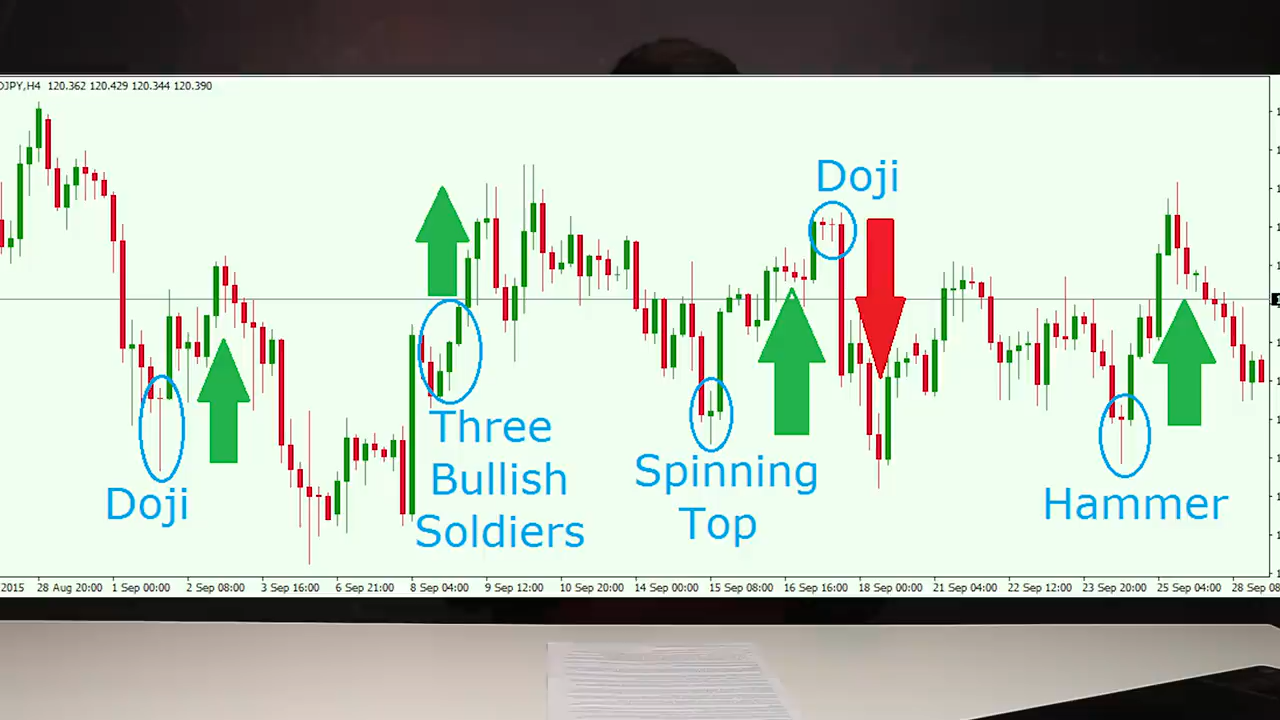 DJPY,H4 120.362 120.429 120.344 120.390
Doji
Doji
Three
Bullish
Soldiers
Spinning
Top
Hammer
2015 28 Aug 20:00 1 Sep 00:00 2 Sep 08:00 3 Sep 16:00 6 Sep 21:00 8 Sep 04:00 9 Sep 12:00 10 Sep 20:00 14 Sep 00:00 15 Sep 08:00 16 Sep 16:00 18 Sep 00:00 21 Sep 04:00 22 Sep 12:00 23 Sep 20:00 25 Sep 04:00 28 Sep 08